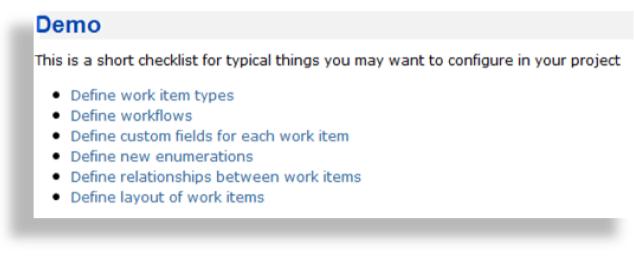 Demo
This is a short checklist for typical things you may want to configure in your project
Define work item types
Define workflows
Define custom fields for each work item
Define new enumerations
Define relationships between work items
Define layout of work items